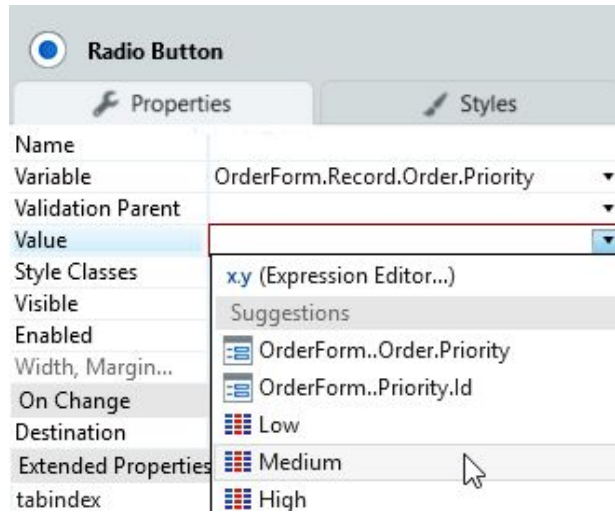 Radio Button
Properties
Styles
Name
Variable OrderForm.Record.Order.Priority
Validation Parent
Value
Style Classes
x.y (Expression Editor...)
Visible
Suggestions
Enabled
OrderForm..Order.Priority
Width, Margin...
OrderForm..Priority.Id
On Change
Low
Destination
Extended Properties
Medium
tabindex
High